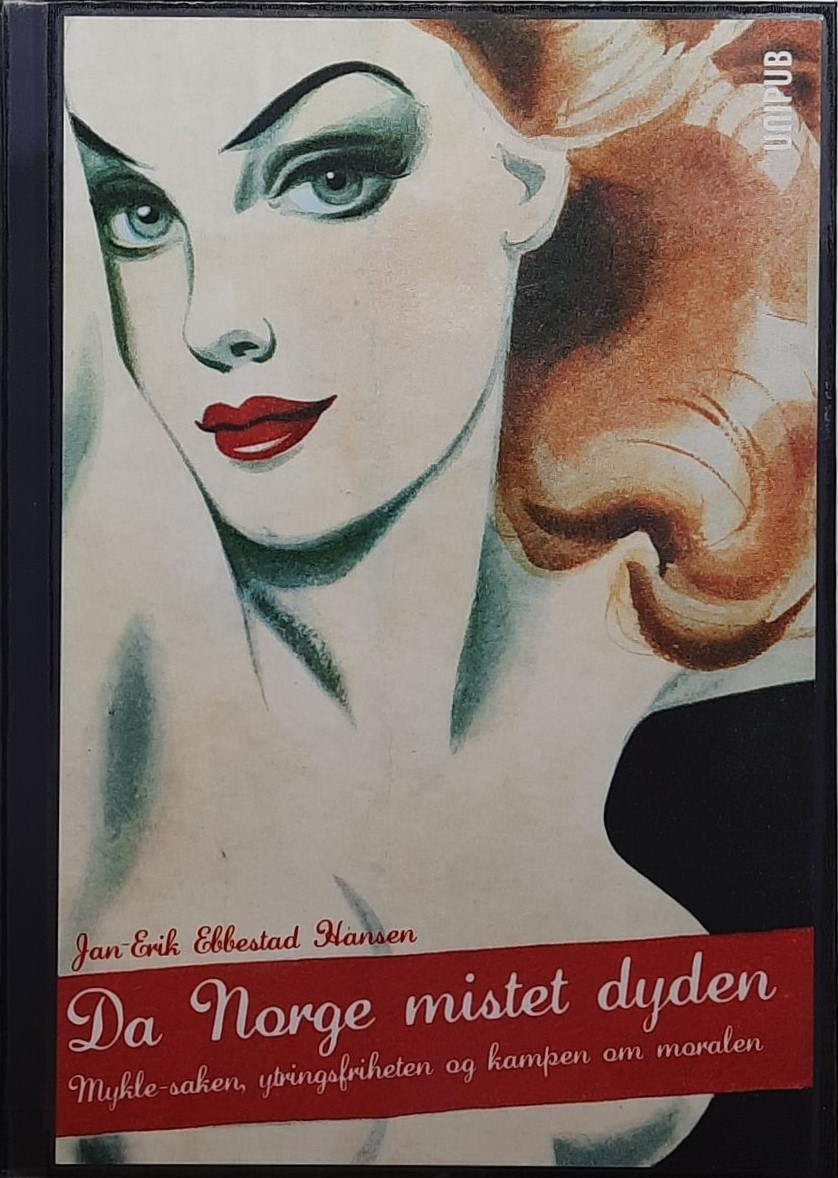 UNIPUB
Jan-Erik Ebbestad Hansen
Da Norge mistet dyden
Mykle-saken, ytringsfriheten og kampen om moralen